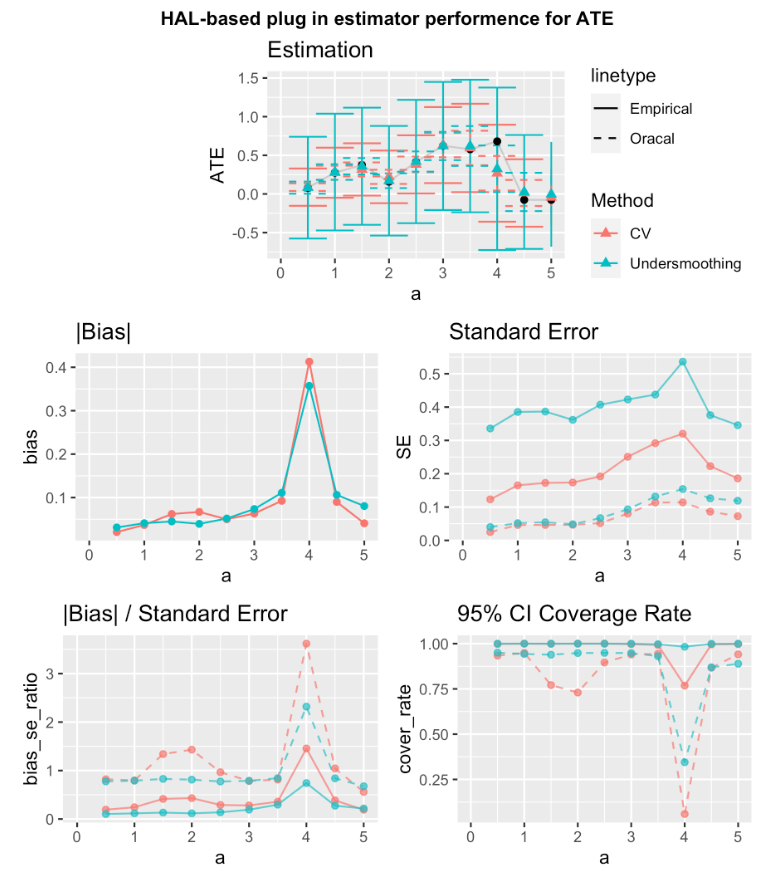 HAL-based plug in estimator performence for ATE
Estimation
ATE
1.5
1.0
0.5
0.0
-0.5
0 1 2 3 4 5
a
linetype
Empirical
Oracal
Method
CV
Undersmoothing
|Bias|
bias
0.4
0.3
0.2
0.1
0 1 2 3 4 5
a
Standard Error
SE
0.5
0.4
0.3
0.2
0.1
0.0
0 1 2 3 4 5
a
|Bias| / Standard Error
bias_se_ratio
3
2
1
0
0 1 2 3 4 5
a
95% CI Coverage Rate
cover_rate
1.00
0.75
0.50
0.25
0 1 2 3 4 5
a